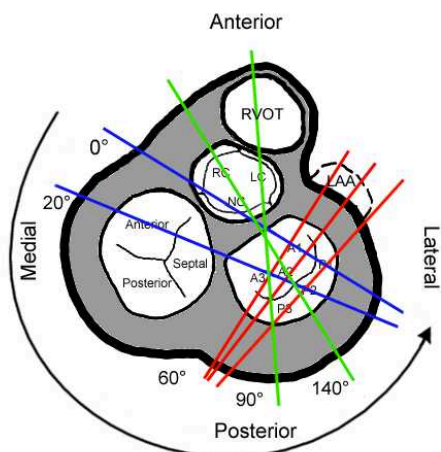 Anterior
RVOT
0°
RC
LC
LAA
20°
NC
Anterior
A1
Medial
Lateral
Septal
A2
Posterior
A3
P2
P3
60°
90°
140°
Posterior